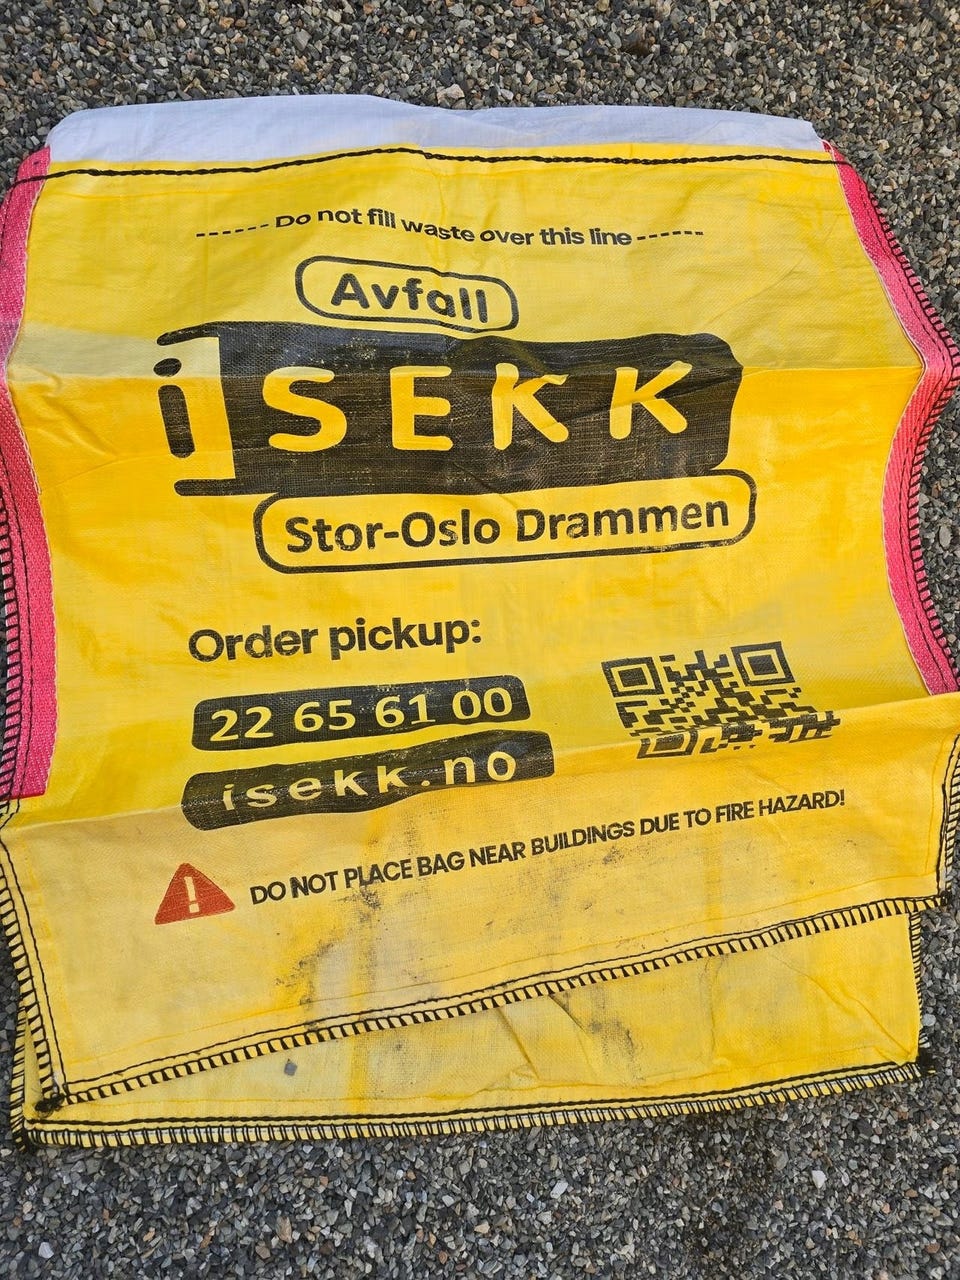 ------ Do not fill waste over this line ------
Avfall
iSEKK
Stor-Oslo Drammen
Order pickup:
22 65 61 00
isekk.no
DO NOT PLACE BAG NEAR BUILDINGS DUE TO FIRE HAZARD!